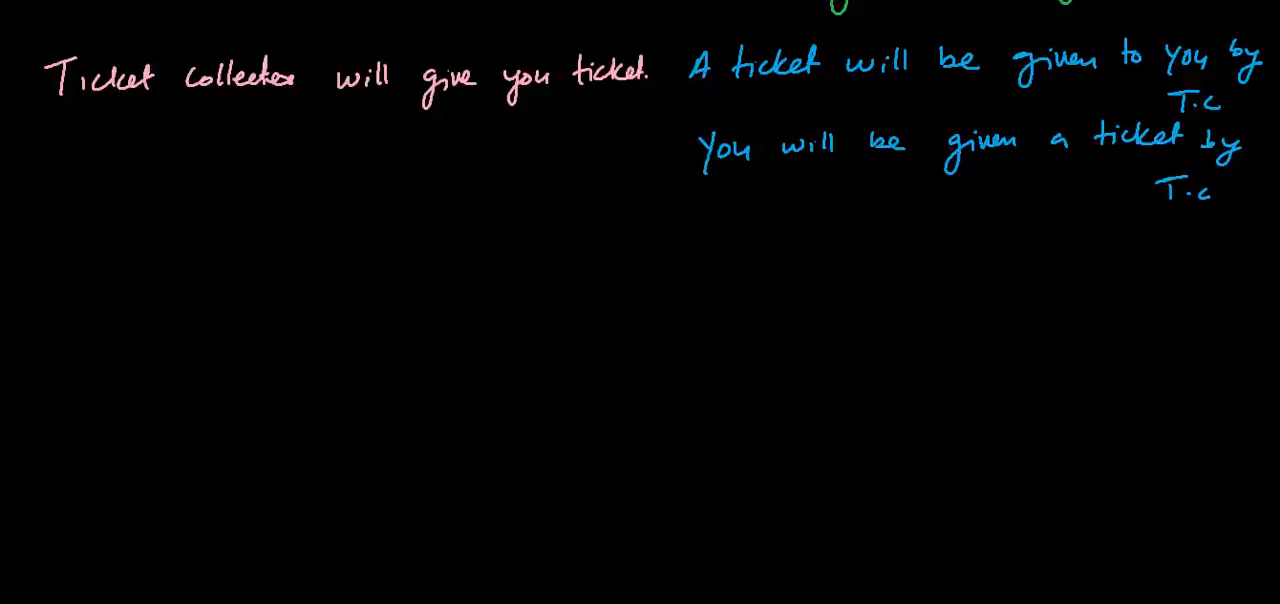 Ticket collector will give you ticket.
A ticket will be given to you by
T.C
You will be given a ticket by
T.C